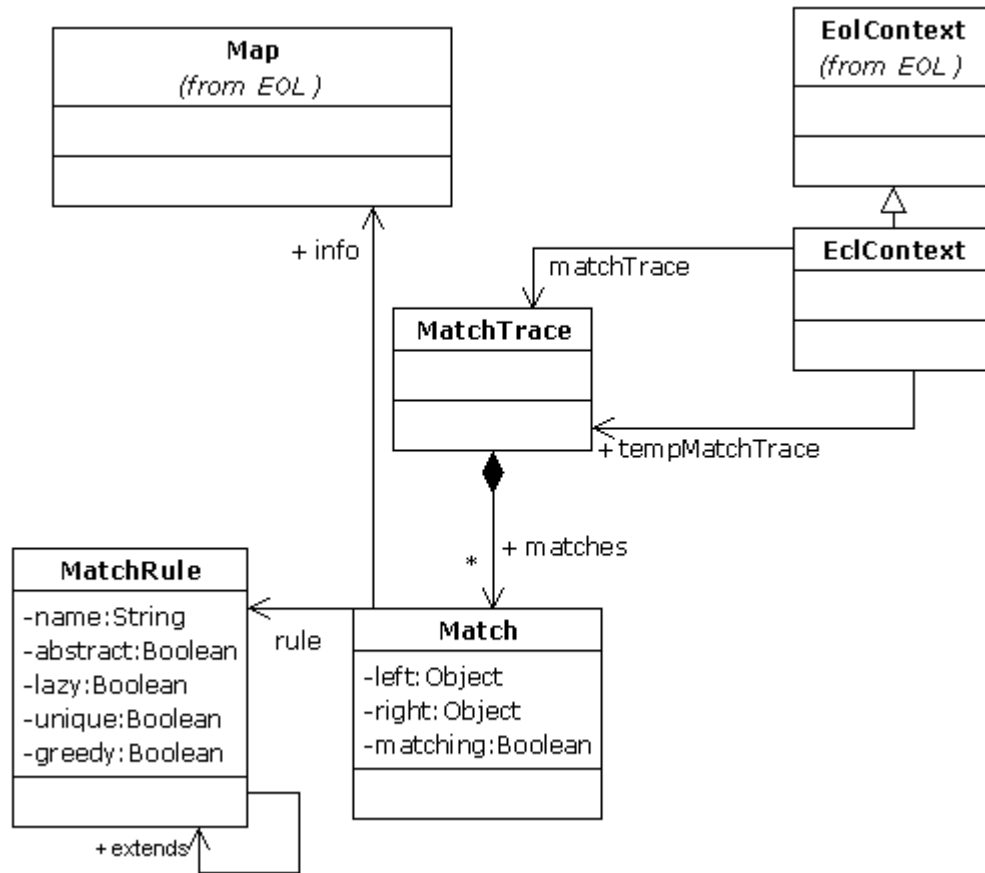 Map
(from EOL)
EolContext
(from EOL)
+ info
matchTrace
EclContext
MatchTrace
+ tempMatchTrace
+ matches
*
MatchRule
-name:String
-abstract:Boolean
-lazy:Boolean
-unique:Boolean
-greedy:Boolean
rule
Match
-left:Object
-right:Object
-matching:Boolean
+ extends